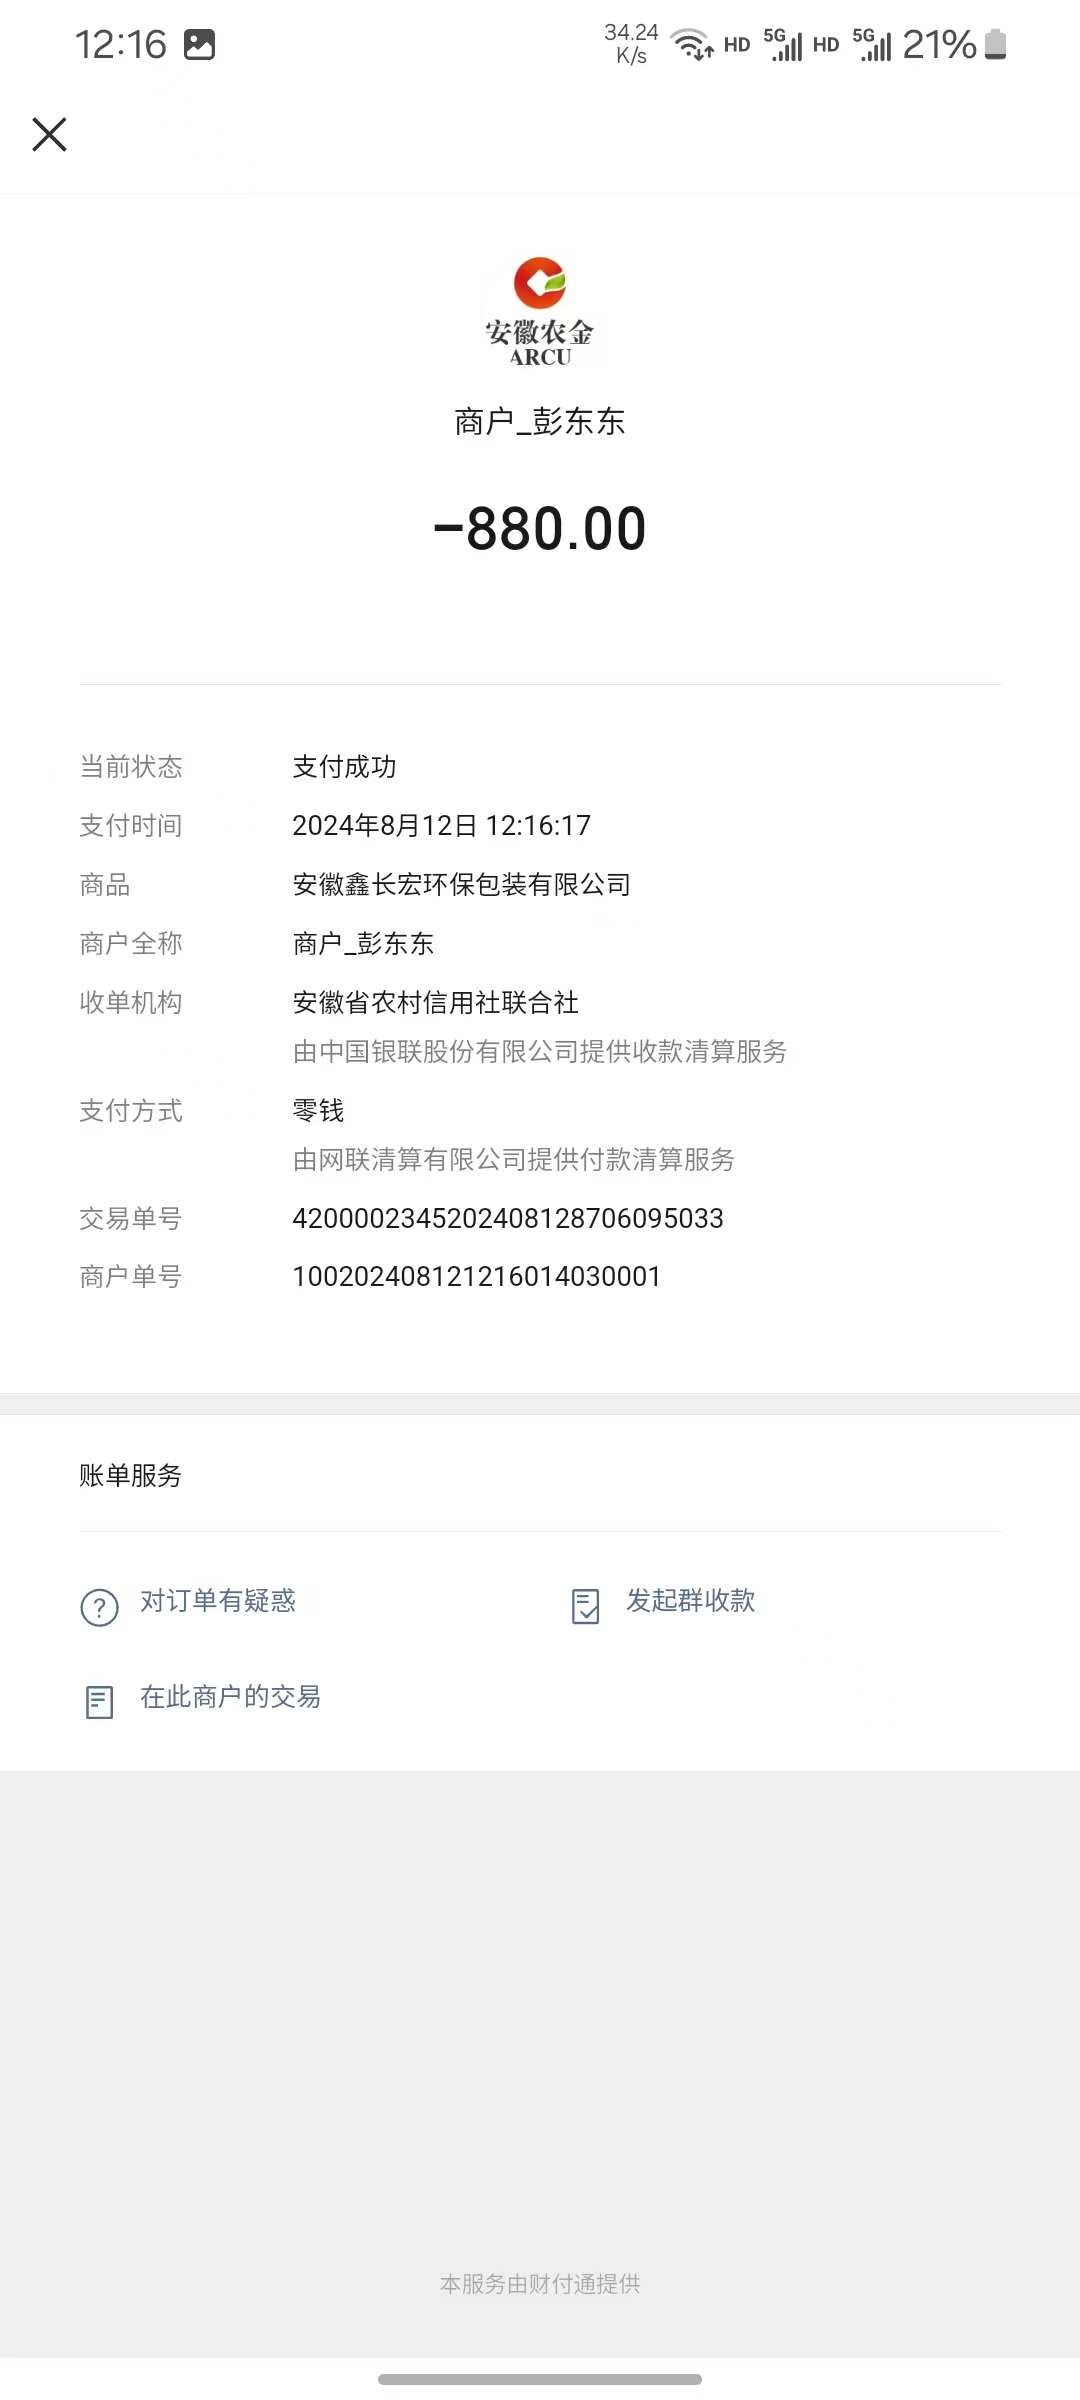 12:16
34.24 K/s HD 5G HD 5G 21%
安徽农金
ARCU
商户_彭东东
-880.00
当前状态 支付成功
支付时间 2024年8月12日 12:16:17
商品 安徽鑫长宏环保包装有限公司
商户全称 商户_彭东东
收单机构 安徽省农村信用社联合社
由中国银联股份有限公司提供收款清算服务
支付方式 零钱
由网联清算有限公司提供付款清算服务
交易单号 4200002345202408128706095033
商户单号 100202408121216014030001
账单服务
对订单有疑惑 发起群收款
在此商户的交易
本服务由财付通提供